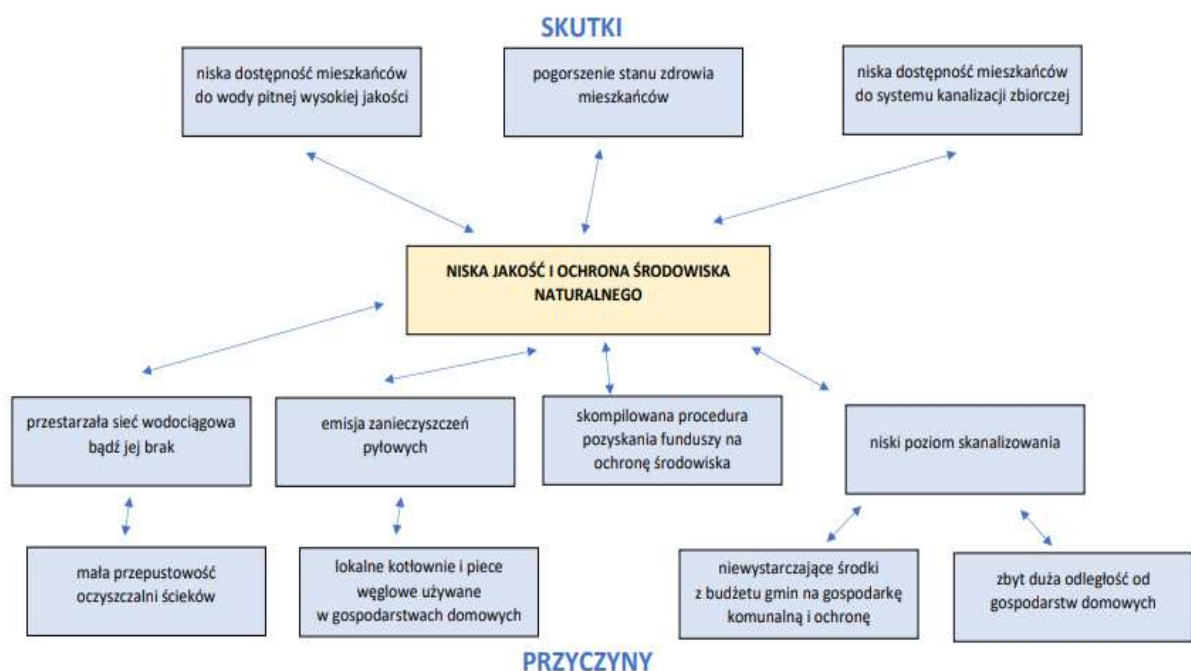 SKUTKI
niska dostępność mieszkańców
do wody pitnej wysokiej jakości
pogorszenie stanu zdrowia
mieszkańców
niska dostępność mieszkańców
do systemu kanalizacji zbiorczej
NISKA JAKOŚĆ I OCHRONA ŚRODOWISKA
NATURALNEGO
przestarzała sieć wodociągowa
bądź jej brak
emisja zanieczyszczeń
pyłowych
skompilowana procedura
pozyskania funduszy na
ochronę środowiska
niski poziom skanalizowania
mała przepustowość
oczyszczalni ścieków
lokalne kotłownie i piece
węglowe używane
w gospodarstwach domowych
niewystarczające środki
z budżetu gmin na gospodarkę
komunalną i ochronę
zbyt duża odległość od
gospodarstw domowych
PRZYCZYNY